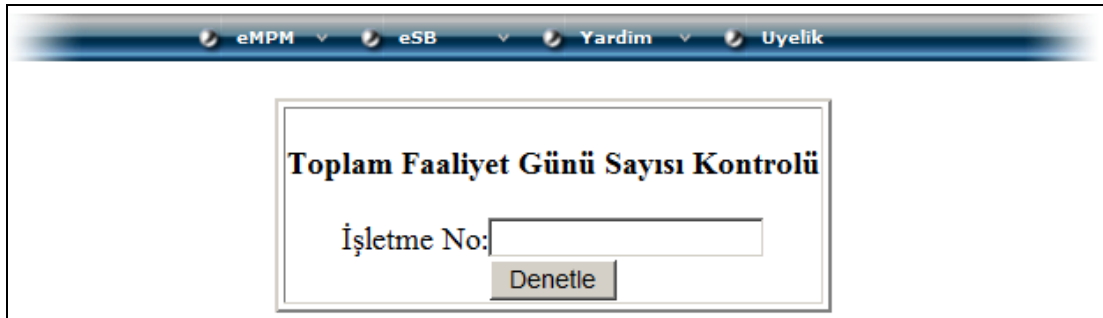 eMPM eSB Yardim Uyelik
Toplam Faaliyet Günü Sayısı Kontrolü
İşletme No:
Denetle